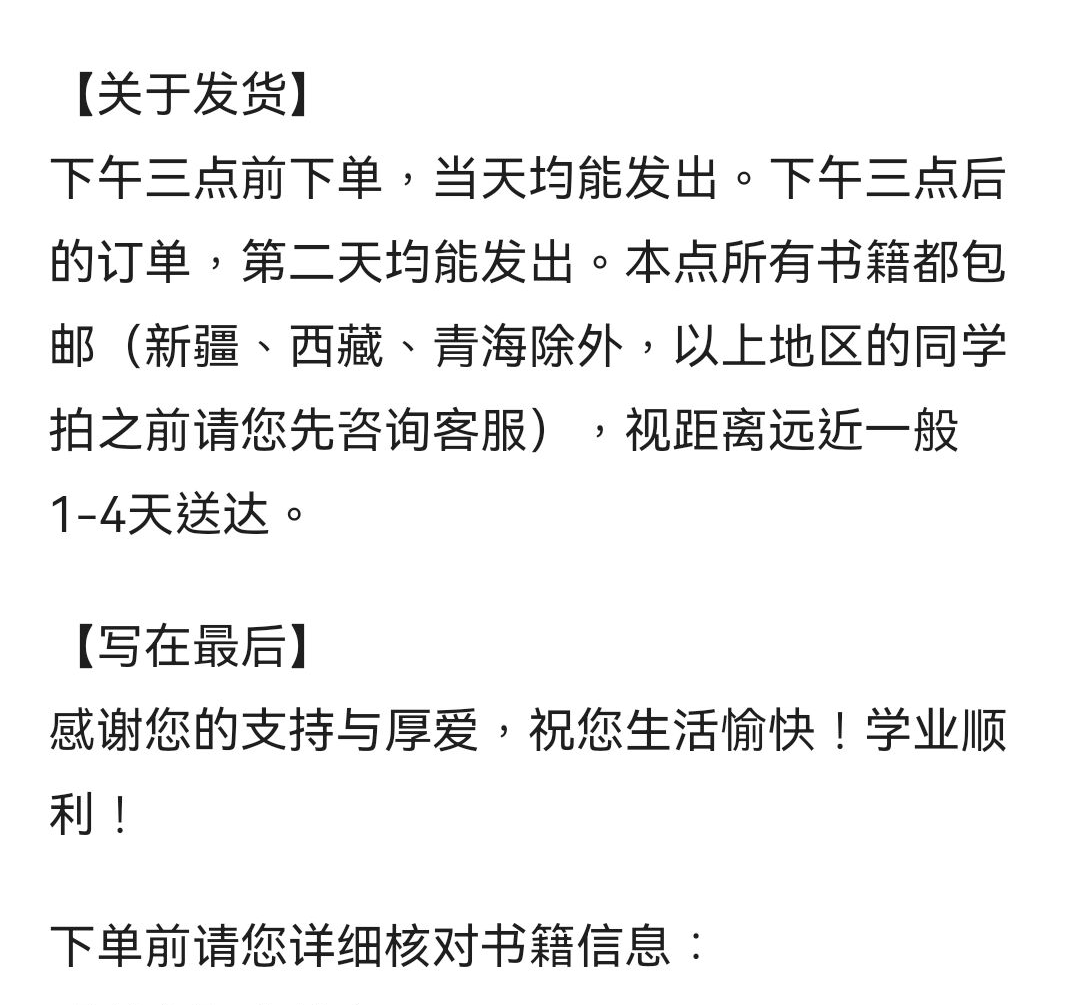 【关于发货】
下午三点前下单，当天均能发出。下午三点后
的订单，第二天均能发出。本点所有书籍都包
邮（新疆、西藏、青海除外，以上地区的同学
拍之前请您先咨询客服），视距离远近一般
1-4天送达。
【写在最后】
感谢您的支持与厚爱，祝您生活愉快！学业顺
利！
下单前请您详细核对书籍信息：